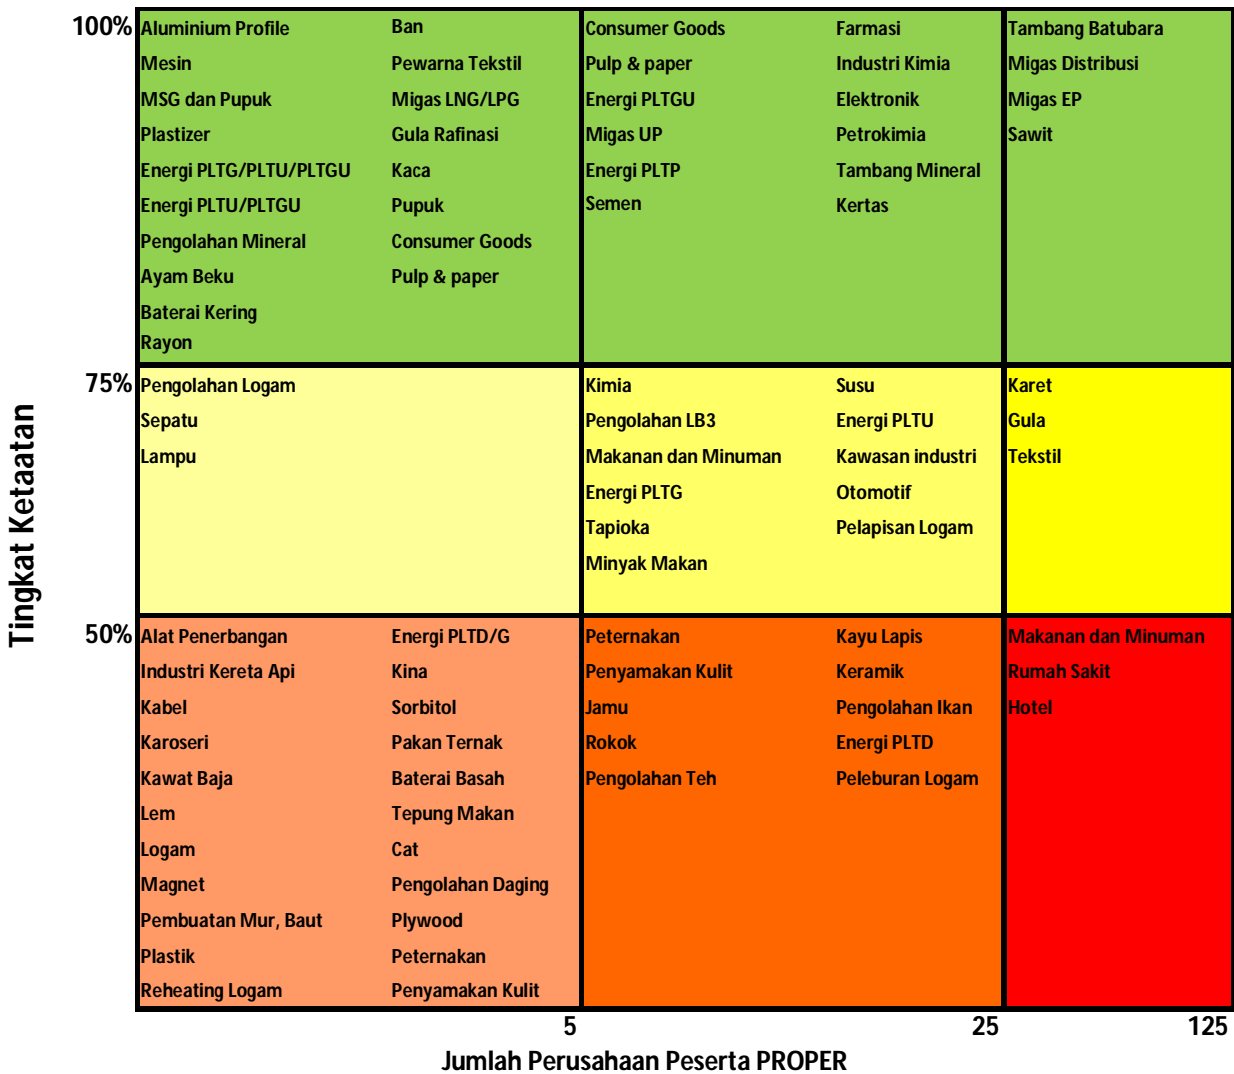 100% Aluminium Profile Ban Consumer Goods Farmasi Tambang Batubara
Mesin Pewarna Tekstil Pulp & paper Industri Kimia Migas Distribusi
MSG dan Pupuk Migas LNG/LPG Energi PLTGU Elektronik Migas EP
Plastizer Gula Rafinasi Migas UP Petrokimia Sawit
Energi PLTG/PLTU/PLTGU Kaca Energi PLTP Tambang Mineral
Energi PLTU/PLTGU Pupuk Semen Kertas
Pengolahan Mineral Consumer Goods
Ayam Beku Pulp & paper
Baterai Kering
Rayon
75% Pengolahan Logam Kimia Susu Karet
Sepatu Pengolahan LB3 Energi PLTU Gula
Lampu Makanan dan Minuman Kawasan industri Tekstil
Energi PLTG Otomotif
Tapioka Pelapisan Logam
Minyak Makan
Tingkat Ketaatan
50% Alat Penerbangan Energi PLTD/G Peternakan Kayu Lapis Makanan dan Minuman
Industri Kereta Api Kina Penyamakan Kulit Keramik Rumah Sakit
Kabel Sorbitol Jamu Pengolahan Ikan Hotel
Karoseri Pakan Ternak Rokok Energi PLTD
Kawat Baja Baterai Basah Pengolahan Teh Peleburan Logam
Lem Tepung Makan
Logam Cat
Magnet Pengolahan Daging
Pembuatan Mur, Baut Plywood
Plastik Peternakan
Reheating Logam Penyamakan Kulit
5 25 125
Jumlah Perusahaan Peserta PROPER